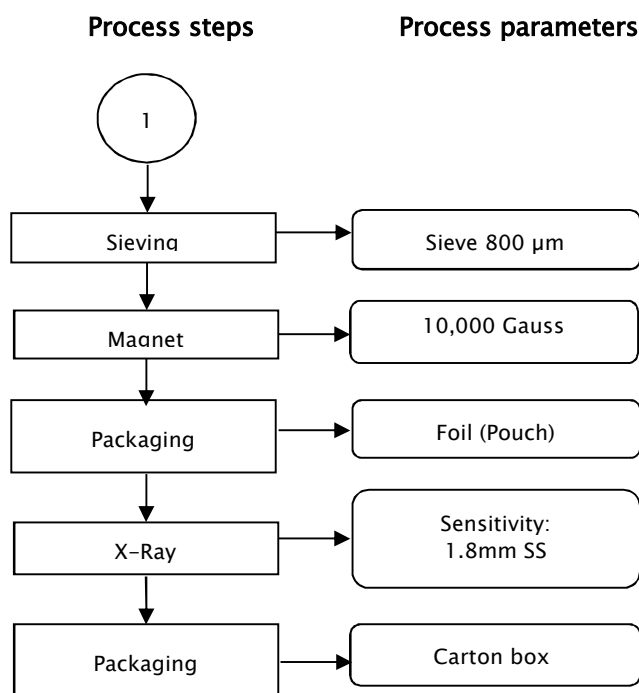 Process steps
Process parameters
1
Sieving
Sieve 800 µm
Magnet
10,000 Gauss
Packaging
Foil (Pouch)
X-Ray
Sensitivity:
1.8mm SS
Packaging
Carton box